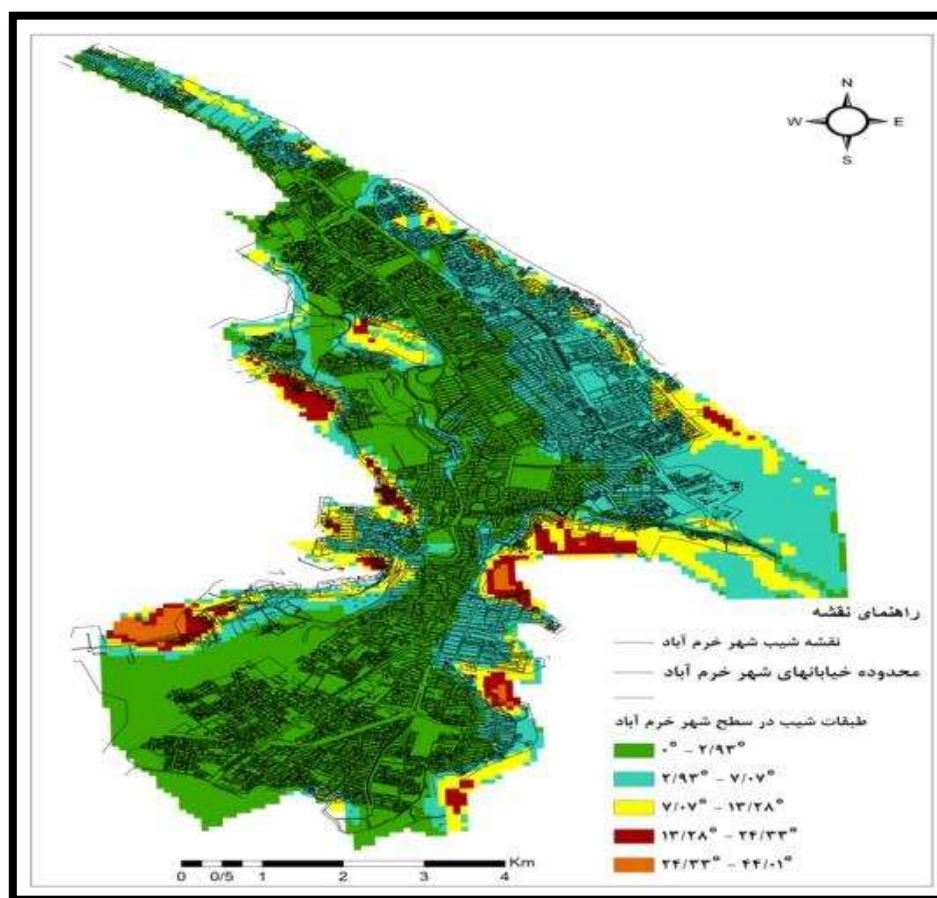 N
W E
S
راهنمای نقشه
نقشه شیب شهر خرم آباد
محدوده خیابانهای شهر خرم آباد
طبقات شیب در سطح شهر خرم آباد
۰° - ۲/۹۳°
۲/۹۳° - ۷/۰۷°
۷/۰۷° - ۱۳/۲۸°
۱۳/۲۸° - ۲۴/۳۳°
۲۴/۳۳° - ۴۴/۰۱°
Km
0 0/5 1 2 3 4